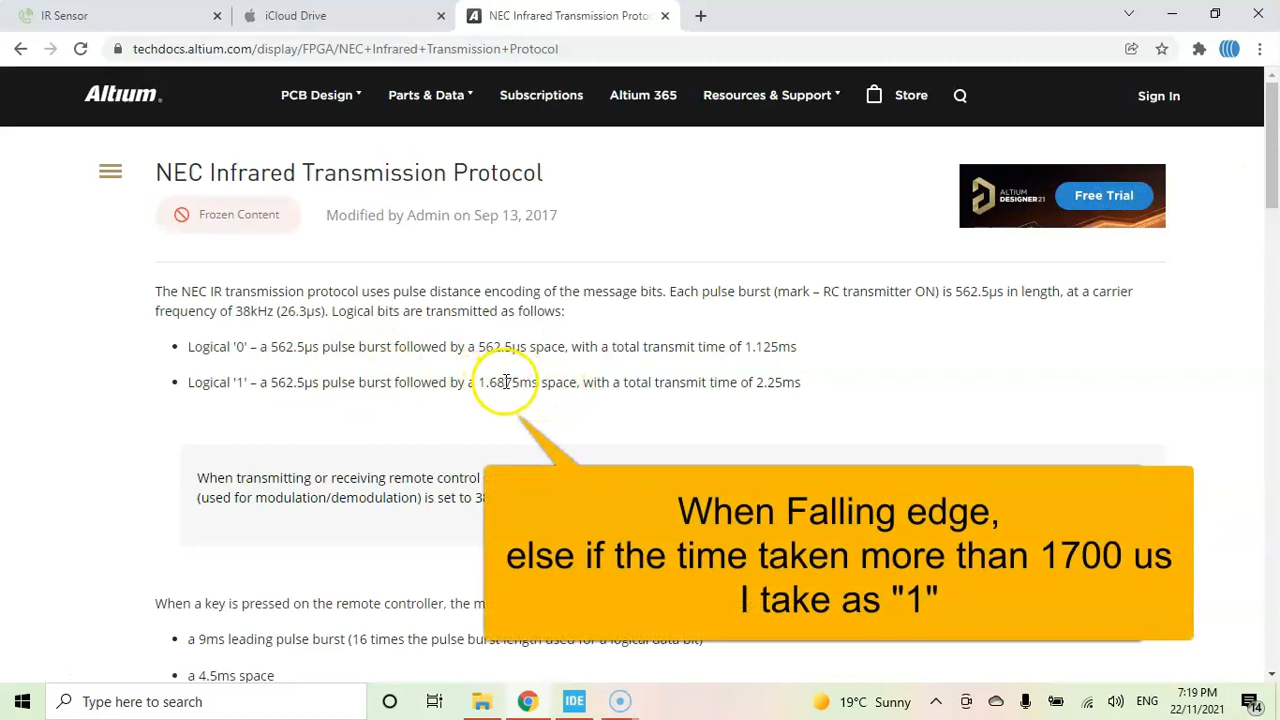 IR Sensor
iCloud Drive
NEC Infrared Transmission Protoc
techdocs.altium.com/display/FPGA/NEC+Infrared+Transmission+Protocol
Altium.
PCB Design
Parts & Data
Subscriptions
Altium 365
Resources & Support
Store
Sign In
NEC Infrared Transmission Protocol
Frozen Content
Modified by Admin on Sep 13, 2017
ALTIUM
DESIGNER21
Free Trial
The NEC IR transmission protocol uses pulse distance encoding of the message bits. Each pulse burst (mark – RC transmitter ON) is 562.5µs in length, at a carrier
frequency of 38kHz (26.3µs). Logical bits are transmitted as follows:
• Logical '0' – a 562.5µs pulse burst followed by a 562.5µs space, with a total transmit time of 1.125ms
• Logical '1' – a 562.5µs pulse burst followed by a 1.6875ms space, with a total transmit time of 2.25ms
When transmitting or receiving remote control
(used for modulation/demodulation) is set to 38
When Falling edge,
else if the time taken more than 1700 us
I take as "1"
When a key is pressed on the remote controller, the m
• a 9ms leading pulse burst (16 times the pulse burst length used for a logical data bit)
• a 4.5ms space
Type here to search
IDE
19°C Sunny
ENG
7:19 PM
22/11/2021
14